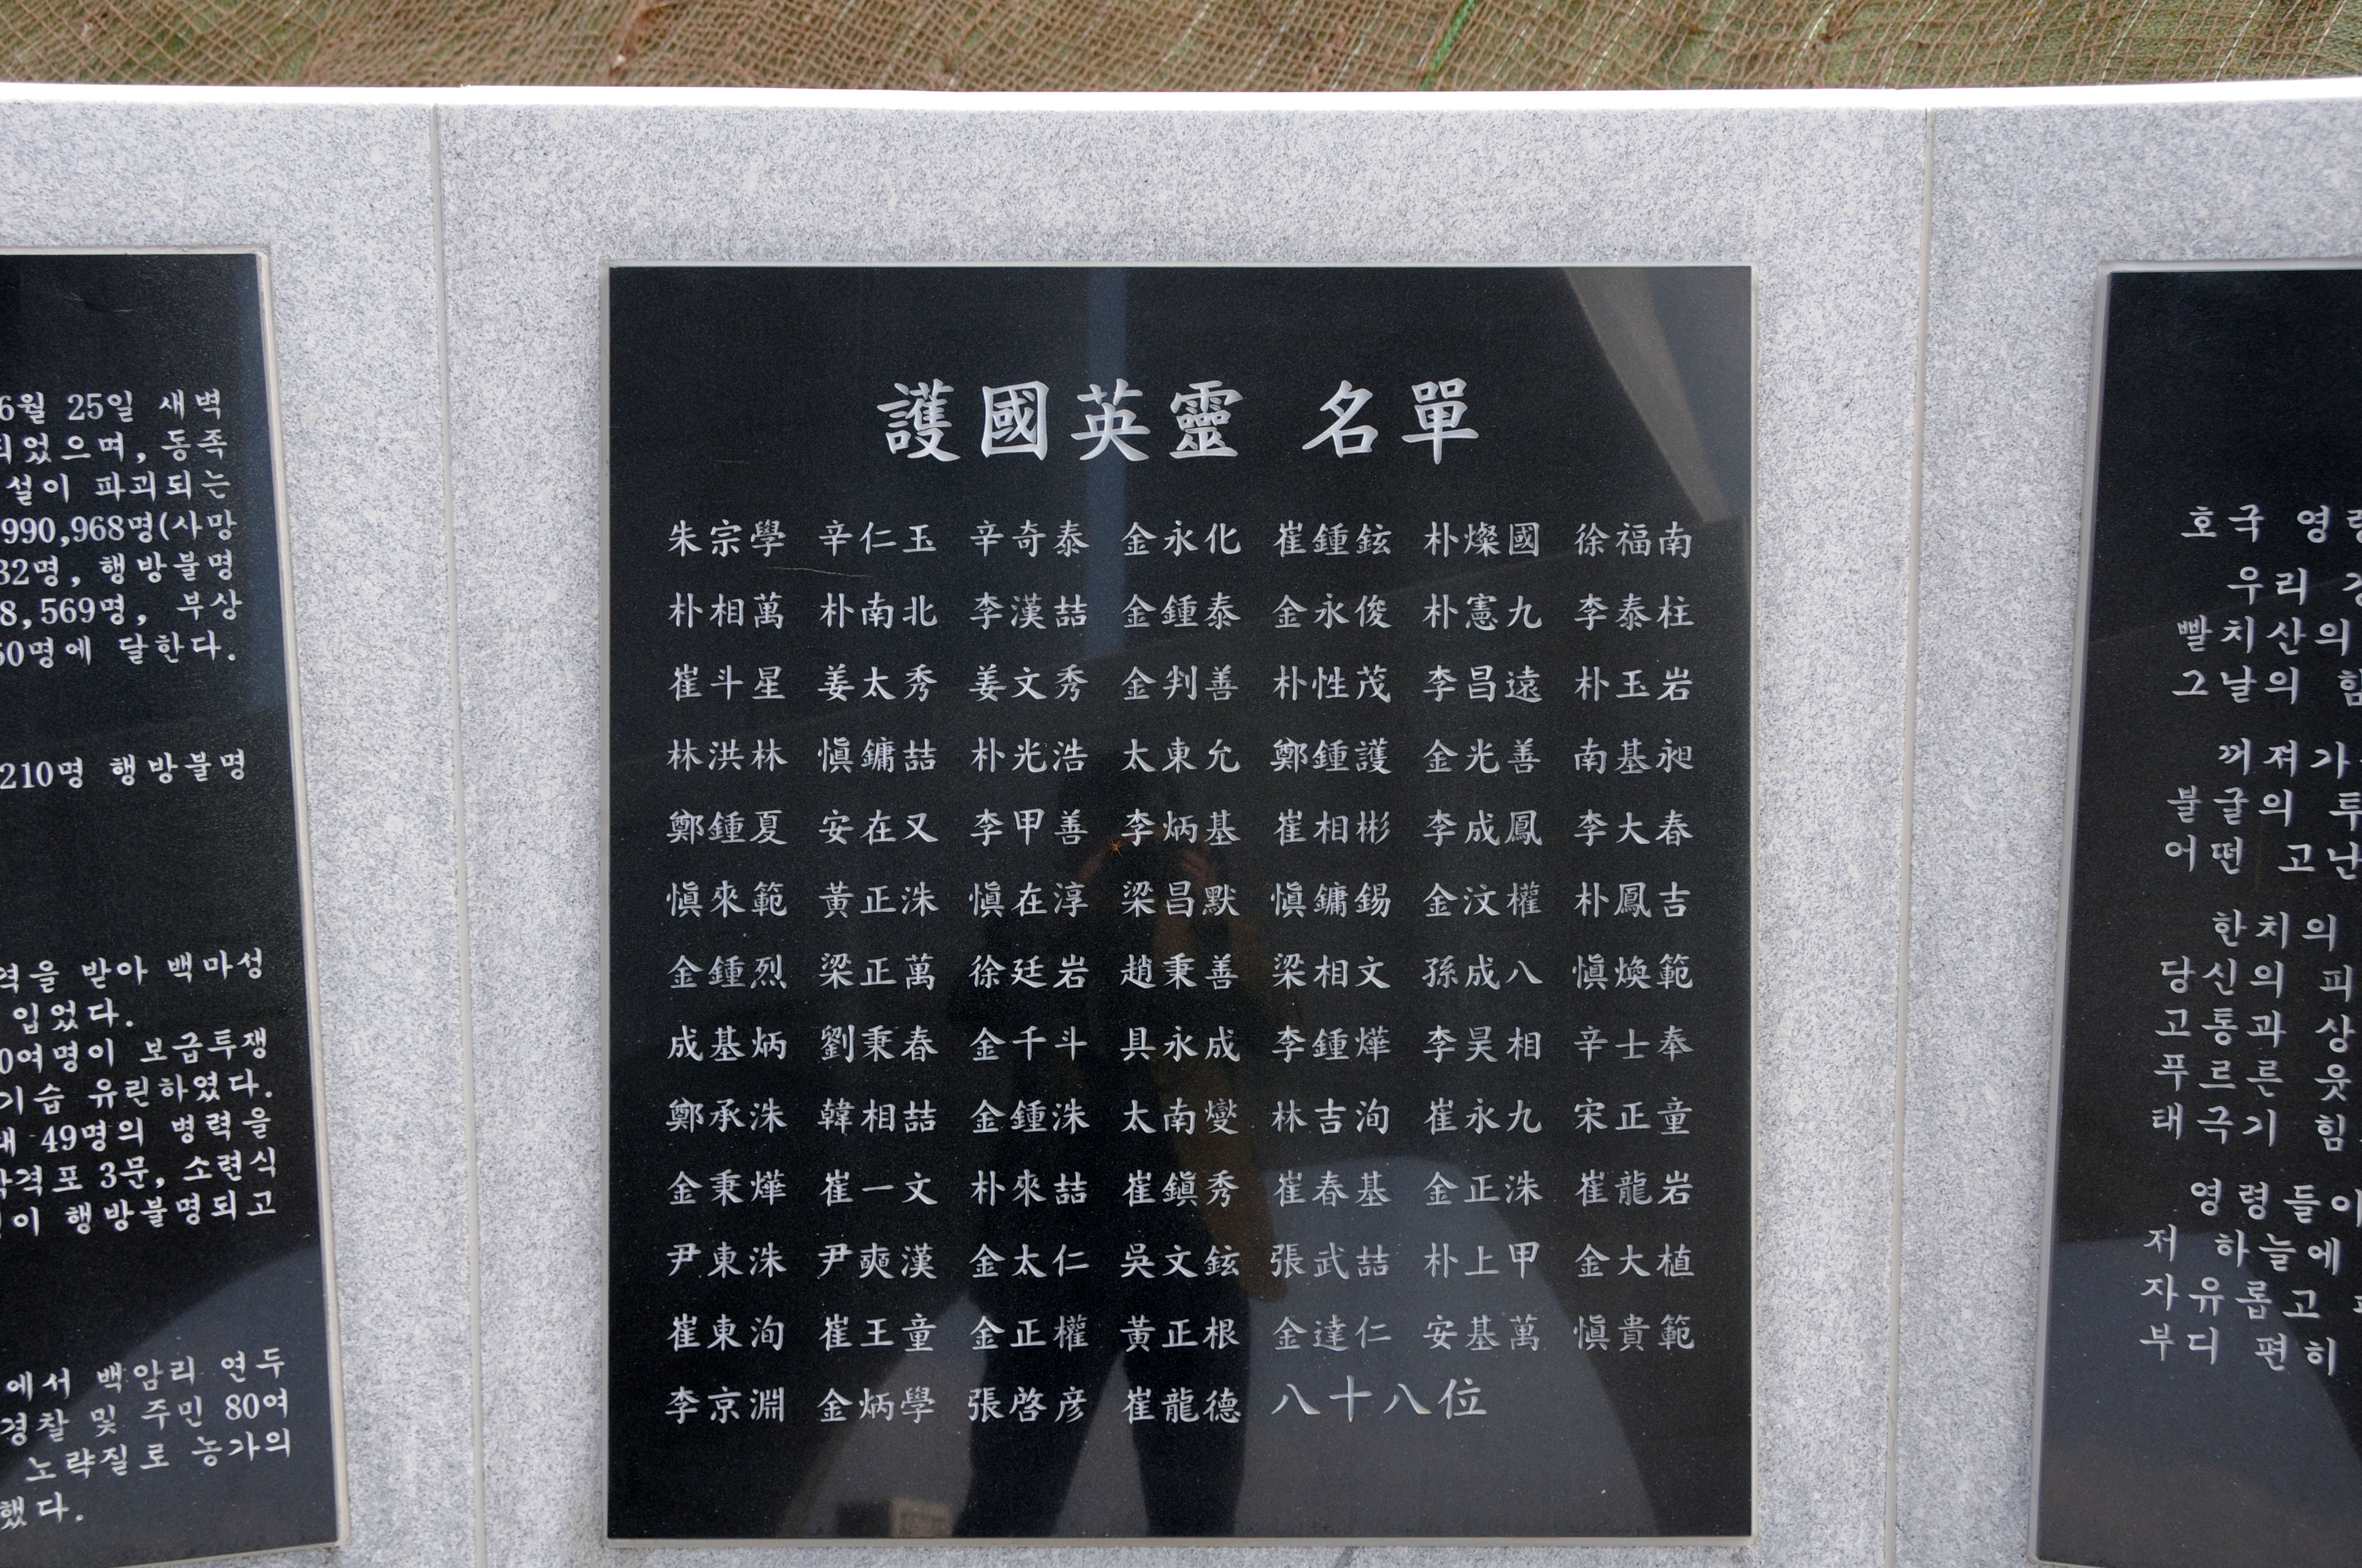 6월 25일 새벽
되었으며, 동족
설이 파괴되는
990,968명(사망
32명, 행방불명
8,569명, 부상
60명에 달한다.
210명 행방불명
역을 받아 백마성
입었다.
0여명이 보급투쟁
기습 유린하였다.
대 49명의 병력을
박격포 3문, 소련식
이 행방불명되고
에서 백암리 연두
경찰 및 주민 80여
노략질로 농가의
했다.
護國英靈 名單
朱宗學 辛仁玉 辛奇泰 金永化 崔鍾鉉 朴燦國 徐福南
朴相萬 朴南北 李漢喆 金鍾泰 金永俊 朴憲九 李泰柱
崔斗星 姜太秀 姜文秀 金判善 朴性茂 李昌遠 朴玉岩
林洪林 愼鏞喆 朴光浩 太東允 鄭鍾護 金光善 南基昶
鄭鍾夏 安在又 李甲善 李炳基 崔相彬 李成鳳 李大春
愼來範 黃正洙 愼在淳 梁昌默 愼鏞錫 金汶權 朴鳳吉
金鍾烈 梁正萬 徐廷岩 趙秉善 梁相文 孫成八 愼煥範
成基炳 劉秉春 金千斗 具永成 李鍾燁 李昊相 辛士奉
鄭承洙 韓相喆 金鍾洙 太南燮 林吉洵 崔永九 宋正童
金秉燁 崔一文 朴來喆 崔鎭秀 崔春基 金正洙 崔龍岩
尹東洙 尹奭漢 金太仁 吳文鉉 張武喆 朴上甲 金大植
崔東洵 崔王童 金正權 黃正根 金達仁 安基萬 愼貴範
李京淵 金炳學 張啓彦 崔龍德 八十八位
호국 영령
우리
빨치산의
그날의 힘
꺼져가
불굴의 투
어떤 고난
한치의
당신의 피
고통과 상
푸르른 웃
태극기 힘
영령들이
저 하늘에
자유롭고
부디 편히